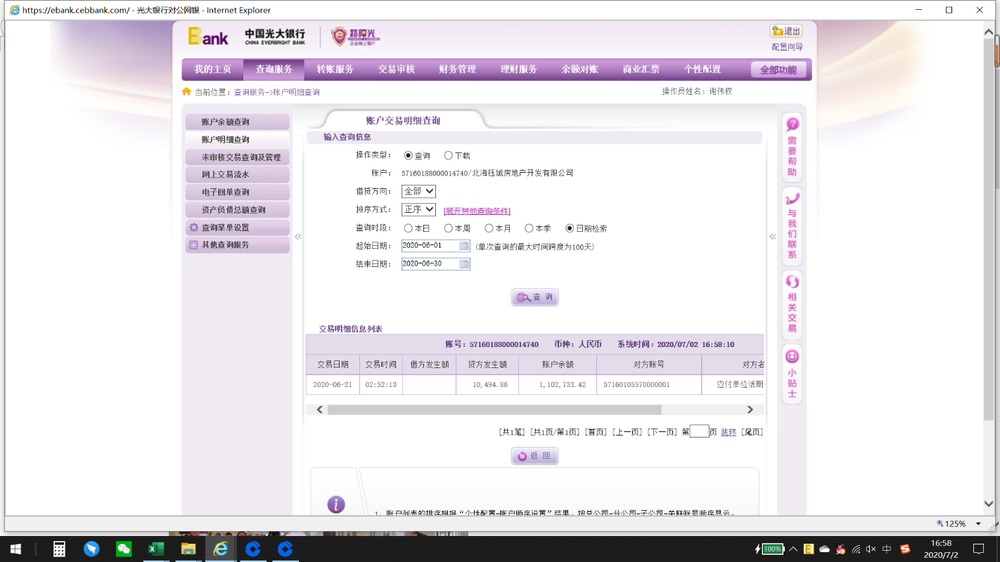 https://ebank.cebbank.com/ - 光大银行对公网银 - Internet Explorer
Bank 中国光大银行 CHINA EVERBRIGHT BANK 路阳光 企业网上银行
退出
配置向导
我的主页 查询服务 转账服务 交易审核 财务管理 理财服务 余额对账 商业汇票 个性配置 全部功能
当前位置：查询服务->账户明细查询 操作员姓名：谢伟权
账户余额查询
账户明细查询
未审核交易查询及管理
网上交易流水
电子回单查询
资产负债总额查询
查询菜单设置
其他查询服务
账户交易明细查询
输入查询信息
操作类型： 查询 下载
账户： 57160188000014740/北海钰城房地产开发有限公司
借贷方向： 全部
排序方式： 正序 [展开其他查询条件]
查询时段： 本日 本周 本月 本季 日期检索
起始日期： 2020-06-01 (单次查询的最大时间跨度为100天)
结束日期： 2020-06-30
查 询
交易明细信息列表
账号：57160188000014740 币种：人民币 系统时间：2020/07/02 16:58:10
交易日期 交易时间 借方发生额 贷方发生额 账户余额 对方账号 对方名
2020-06-21 02:52:13 10,494.86 1,102,733.42 57160105570000001 应付单位活期
[共1笔] [共1页/第1页] [首页] [上一页] [下一页] 第 页 跳转 [尾页]
返 回
1、账户列表的排序根据“个性配置-账户顺序设置”结果，按总公司-分公司-子公司-关联账号顺序显示。
需要帮助
与我们联系
相关交易
小贴士
125%
100% 中 16:58
2020/7/2